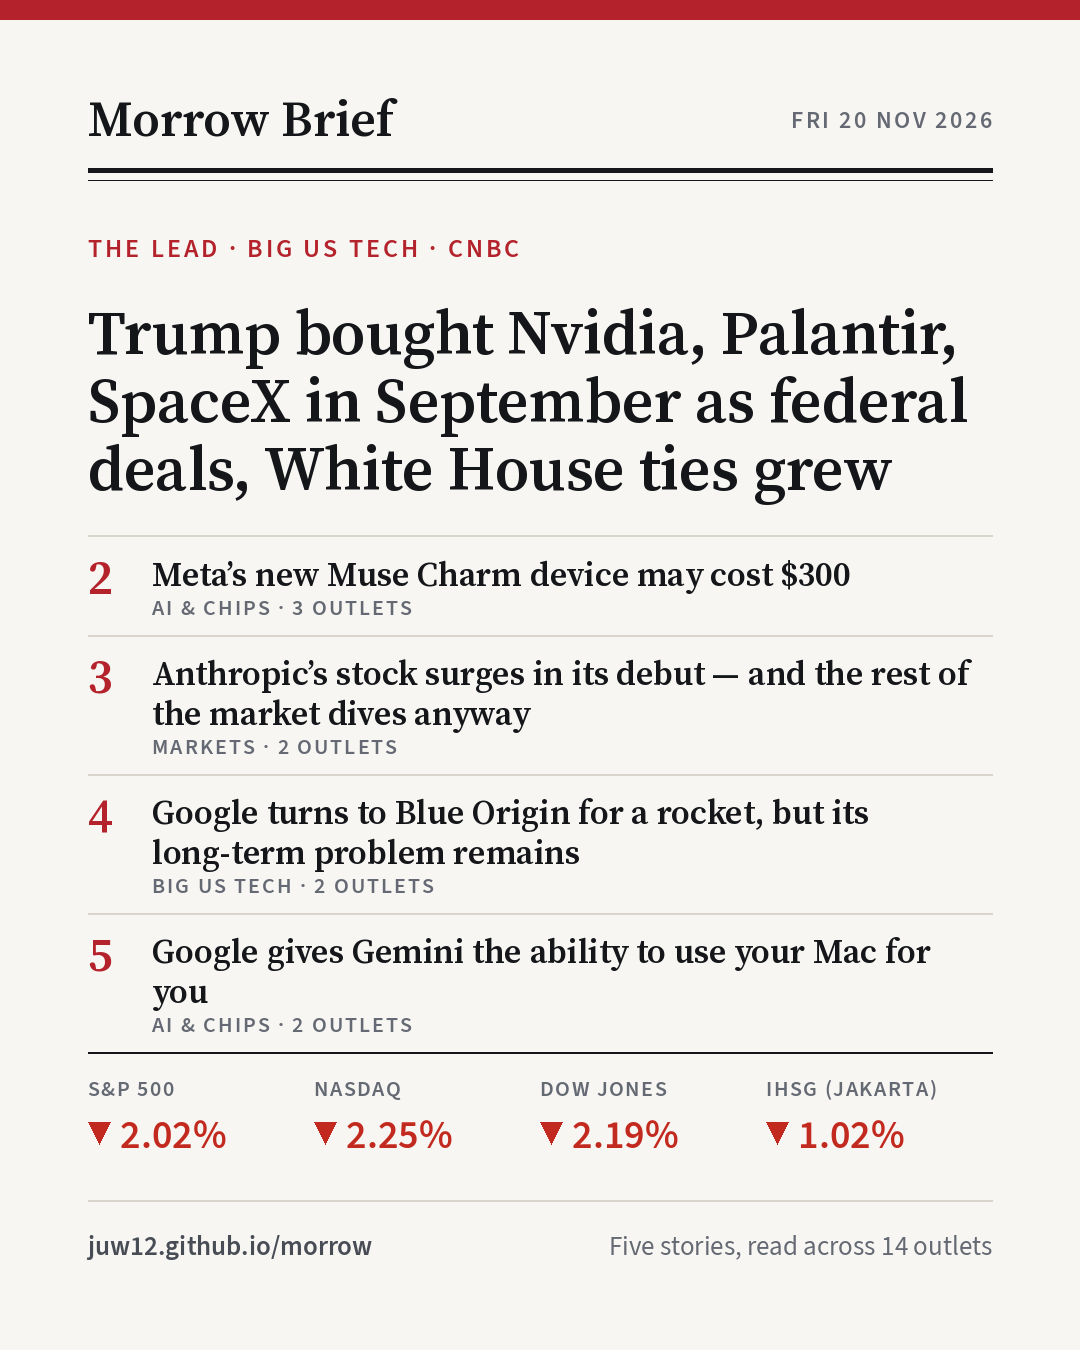 Morrow Brief
FRI 20 NOV 2026
THE LEAD · BIG US TECH · CNBC
Trump bought Nvidia, Palantir,
SpaceX in September as federal
deals, White House ties grew
2
Meta’s new Muse Charm device may cost $300
AI & CHIPS · 3 OUTLETS
3
Anthropic’s stock surges in its debut — and the rest of
the market dives anyway
MARKETS · 2 OUTLETS
4
Google turns to Blue Origin for a rocket, but its
long-term problem remains
BIG US TECH · 2 OUTLETS
5
Google gives Gemini the ability to use your Mac for
you
AI & CHIPS · 2 OUTLETS
S&P 500
▼ 2.02%
NASDAQ
▼ 2.25%
DOW JONES
▼ 2.19%
IHSG (JAKARTA)
▼ 1.02%
juw12.github.io/morrow
Five stories, read across 14 outlets